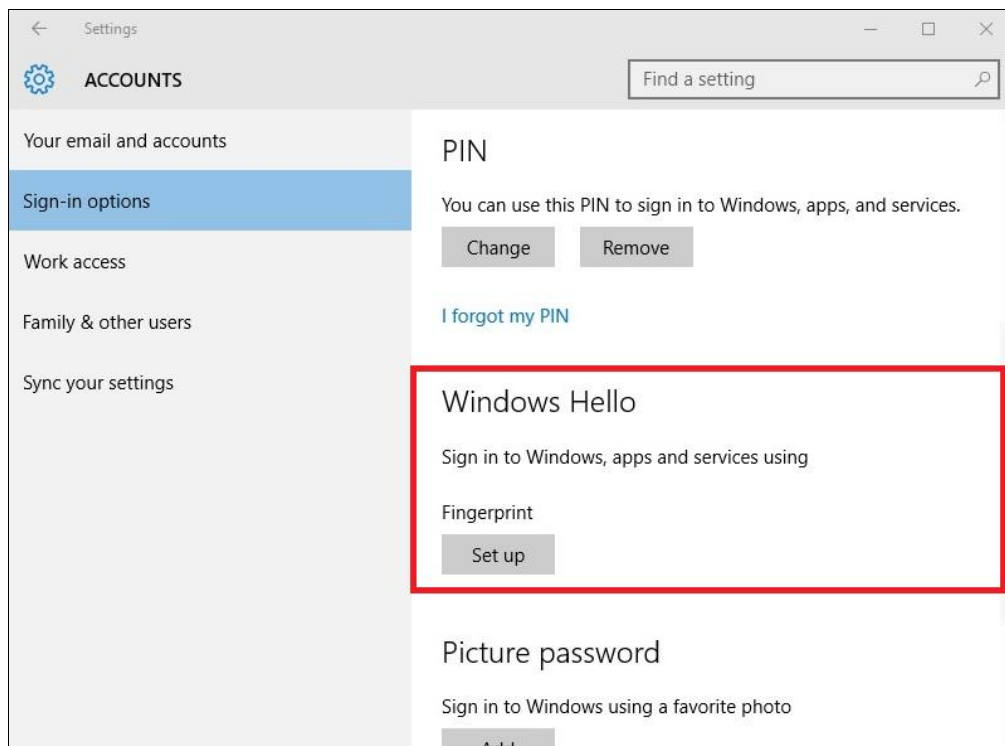 Settings
ACCOUNTS
Find a setting
Your email and accounts
Sign-in options
Work access
Family & other users
Sync your settings
PIN
You can use this PIN to sign in to Windows, apps, and services.
Change Remove
I forgot my PIN
Windows Hello
Sign in to Windows, apps and services using
Fingerprint
Set up
Picture password
Sign in to Windows using a favorite photo